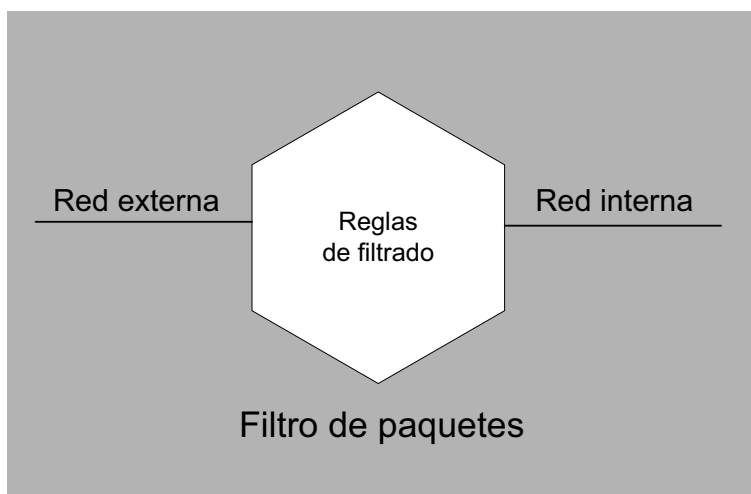 Red externa
Reglas
de filtrado
Red interna
Filtro de paquetes